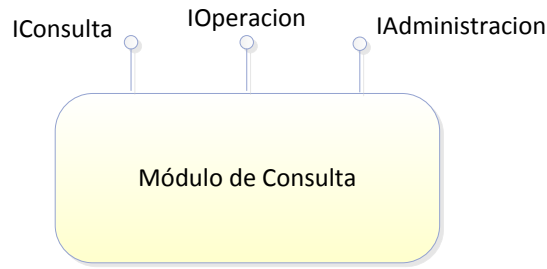 IConsulta
IOperacion
IAdministracion
Módulo de Consulta